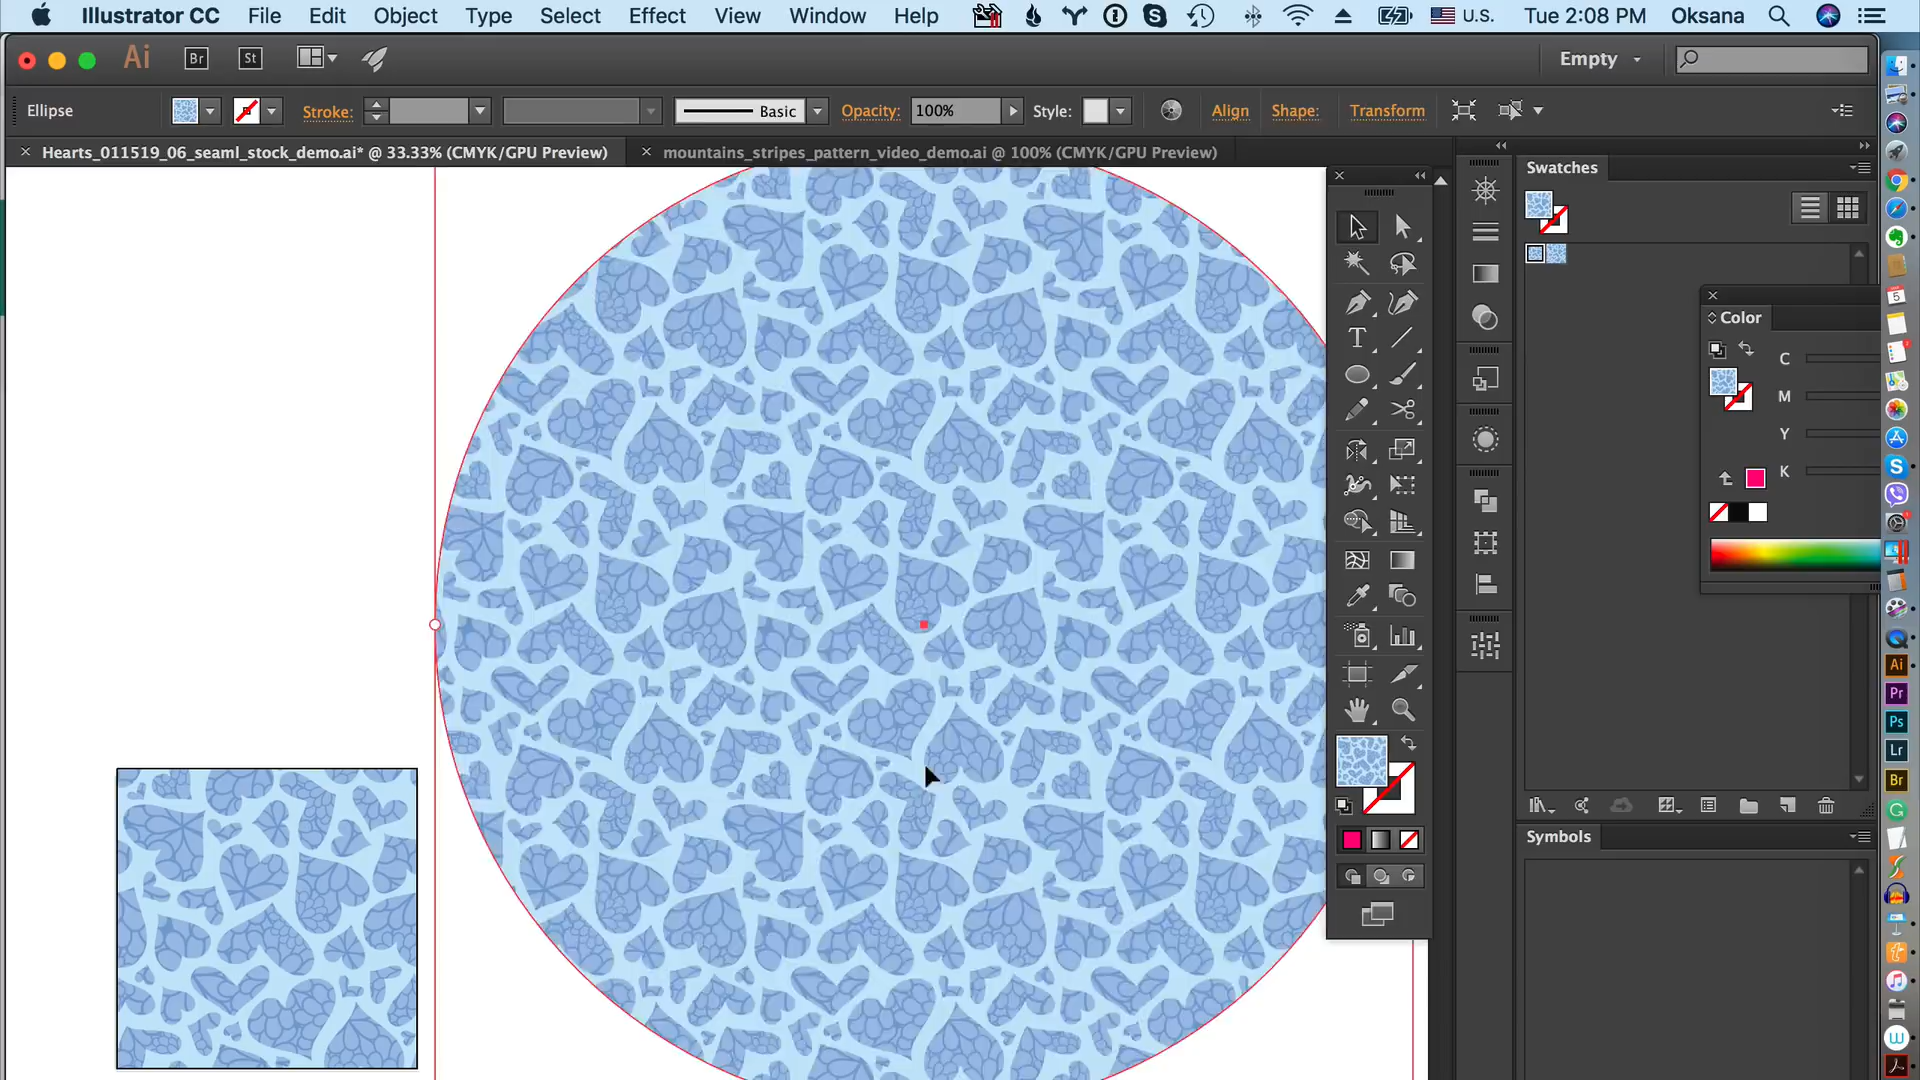 Illustrator CC File Edit Object Type Select Effect View Window Help U.S. Tue 2:08 PM Oksana
Ai Br St Empty
Ellipse Stroke: Basic Opacity: 100% Style: Align Shape: Transform
Hearts_011519_06_seaml_stock_demo.ai* @ 33.33% (CMYK/GPU Preview) mountains_stripes_pattern_video_demo.ai @ 100% (CMYK/GPU Preview)
Swatches
Color
C
M
Y
K
Symbols
5
S
Ai
Pr
Ps
Lr
Br
G
W